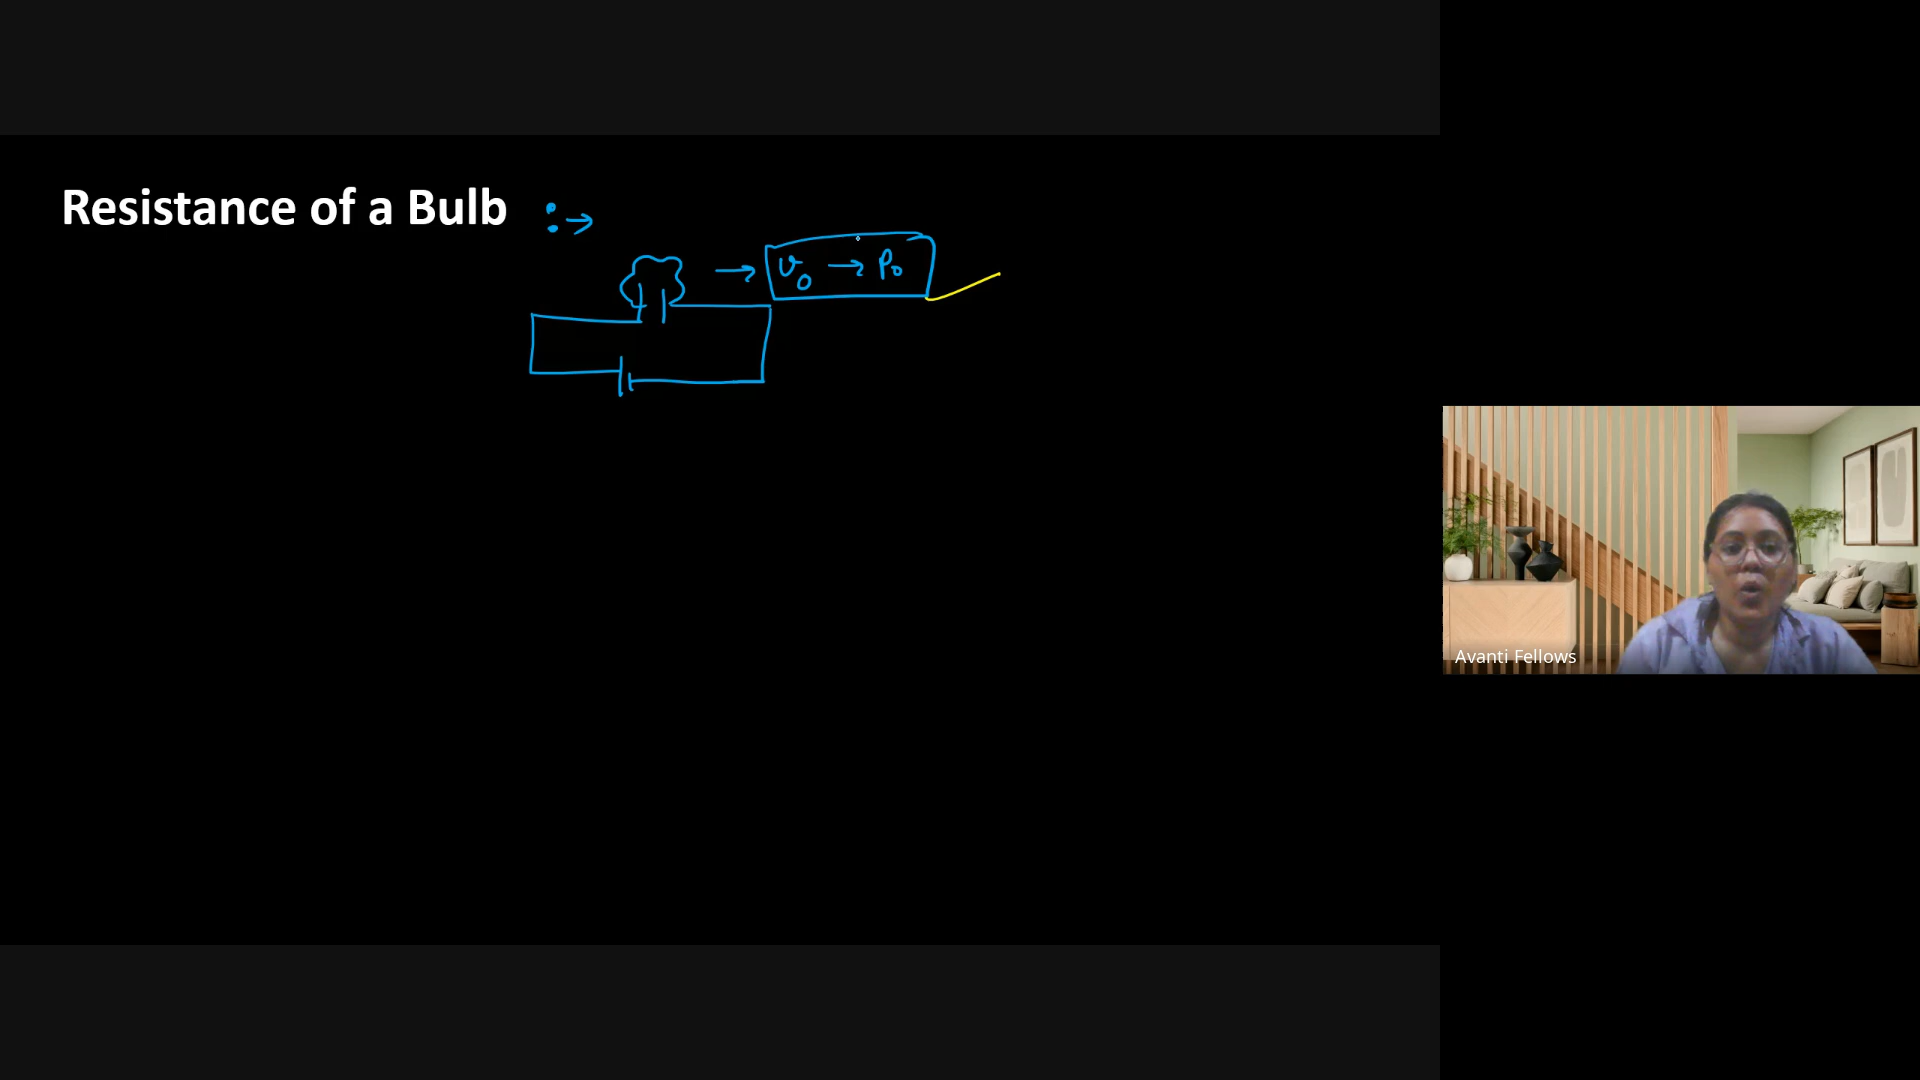 Resistance of a Bulb :→
→ V₀ → P₀
Avanti Fellows